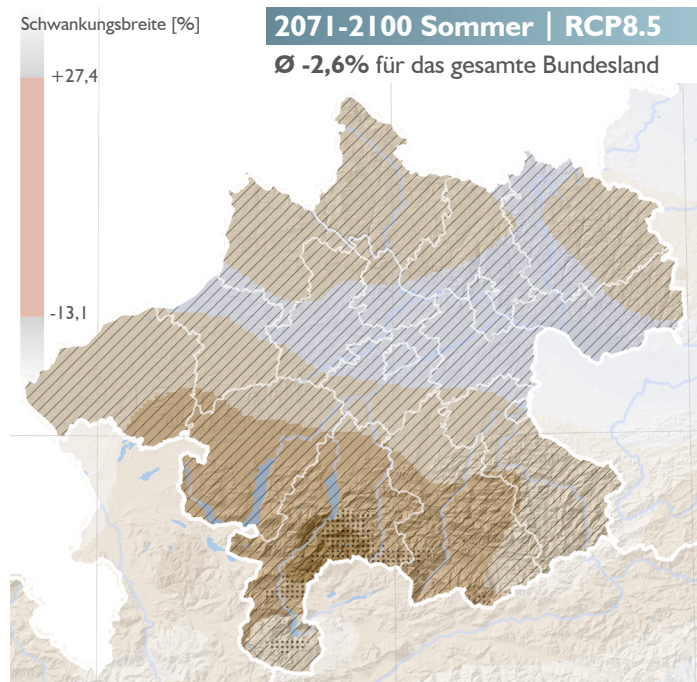 Schwankungsbreite [%]
2071-2100 Sommer | RCP8.5
Ø -2,6% für das gesamte Bundesland
+27,4
-13,1